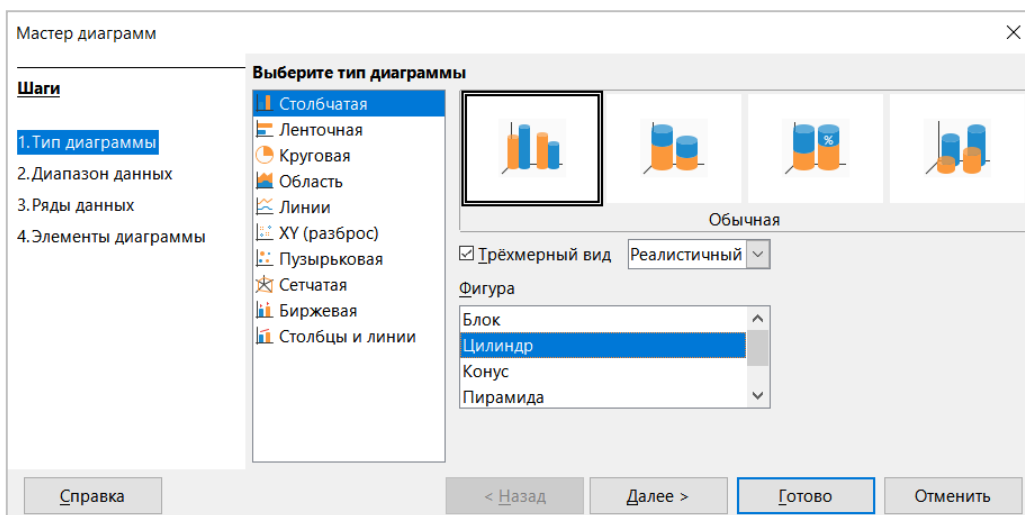 Мастер диаграмм
Шаги
1.Тип диаграммы
2.Диапазон данных
3.Ряды данных
4.Элементы диаграммы
Выберите тип диаграммы
Столбчатая
Ленточная
Круговая
Область
Линии
XY (разброс)
Пузырьковая
Сетчатая
Биржевая
Столбцы и линии
%
Обычная
Трёхмерный вид
Реалистичный
Фигура
Блок
Цилиндр
Конус
Пирамида
Справка
< Назад
Далее >
Готово
Отменить